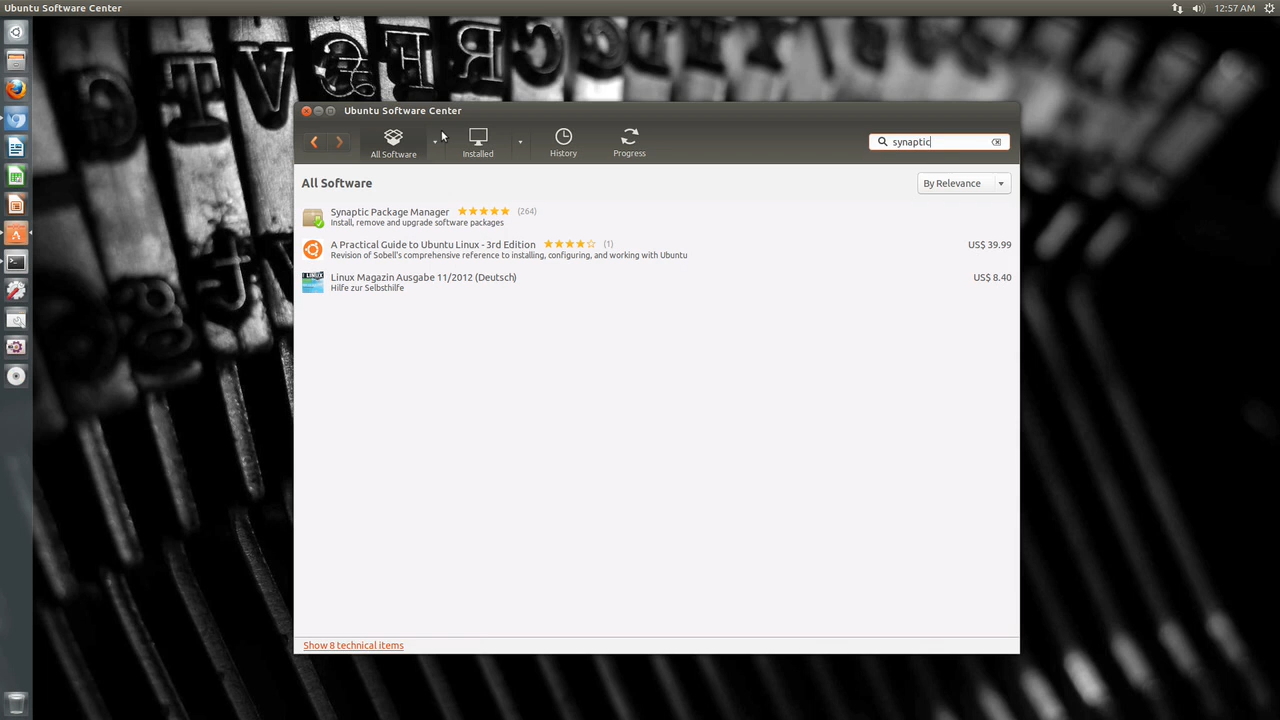 Ubuntu Software Center
12:57 AM
Ubuntu Software Center
All Software
Installed
History
Progress
synaptic
All Software
By Relevance
Synaptic Package Manager
(264)
Install, remove and upgrade software packages
A Practical Guide to Ubuntu Linux - 3rd Edition
(1)
US$ 39.99
Revision of Sobell's comprehensive reference to installing, configuring, and working with Ubuntu
Linux Magazin Ausgabe 11/2012 (Deutsch)
US$ 8.40
Hilfe zur Selbsthilfe
Show 8 technical items